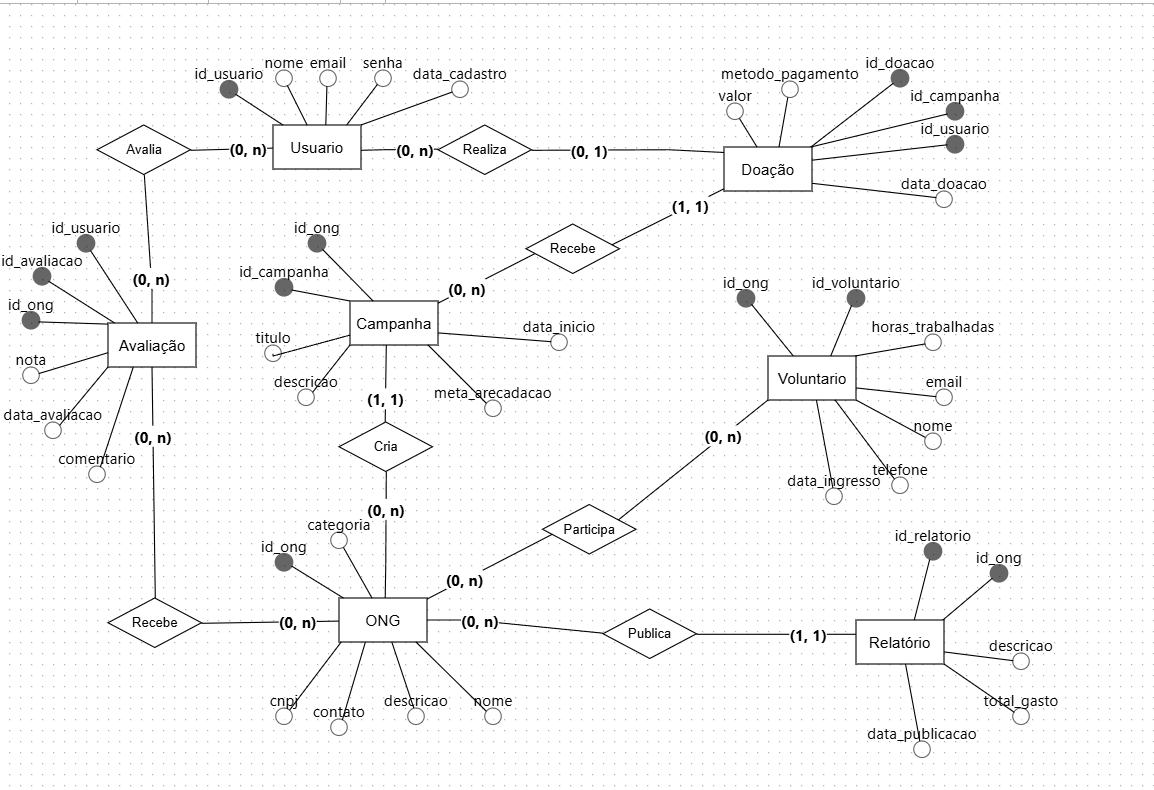 nome
email
senha
id_usuario
data_cadastro
Usuario
Avalia
(0, n)
(0, n)
Realiza
(0, 1)
id_doacao
metodo_pagamento
valor
id_campanha
id_usuario
Doação
data_doacao
(1, 1)
Recebe
(0, n)
id_usuario
id_avaliacao
id_ong
(0, n)
Avaliação
nota
data_avaliacao
comentario
(0, n)
id_ong
id_campanha
Campanha
titulo
descricao
data_inicio
meta_arecadacao
(1, 1)
Cria
(0, n)
id_ong
id_voluntario
horas_trabalhadas
Voluntario
email
nome
telefone
data_ingresso
(0, n)
Participa
(0, n)
categoria
id_ong
Recebe
(0, n)
ONG
(0, n)
cnpj
contato
descricao
nome
Publica
(1, 1)
id_relatorio
id_ong
Relatório
descricao
total_gasto
data_publicacao